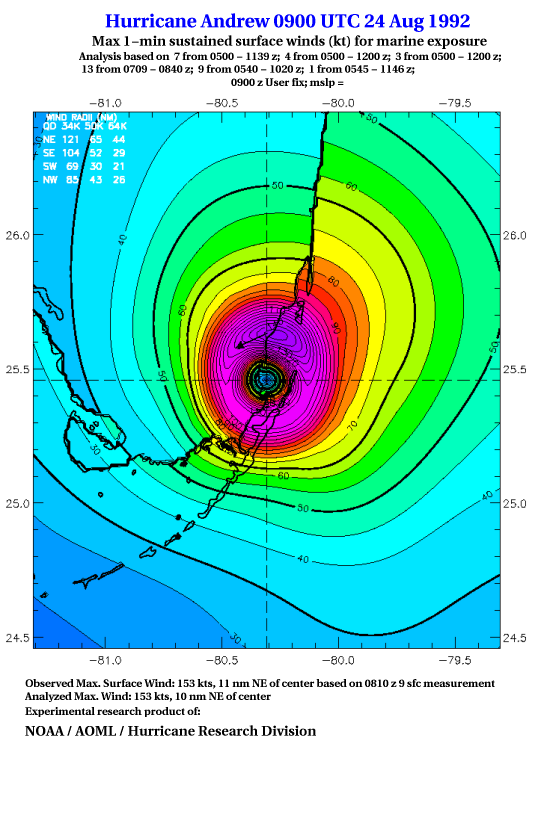 Hurricane Andrew 0900 UTC 24 Aug 1992
Max 1-min sustained surface winds (kt) for marine exposure
Analysis based on 7 from 0500 - 1139 z; 4 from 0500 - 1200 z; 3 from 0500 - 1200 z;
13 from 0709 - 0840 z; 9 from 0540 - 1020 z; 1 from 0545 - 1146 z;
0900 z User fix; mslp =
-81.0 -80.5 -80.0 -79.5
WIND RADII (NM)
QD 34K 50K 64K
NE 121 65 44
SE 104 52 29
SW 69 30 21
NW 85 43 26
50
30
60
50
40
26.0 26.0
80
60
90
50
25.5 25.5
50
70
30
60
40
25.0 50 25.0
40
30
24.5 24.5
-81.0 -80.5 -80.0 -79.5
Observed Max. Surface Wind: 153 kts, 11 nm NE of center based on 0810 z 9 sfc measurement
Analyzed Max. Wind: 153 kts, 10 nm NE of center
Experimental research product of:
NOAA / AOML / Hurricane Research Division